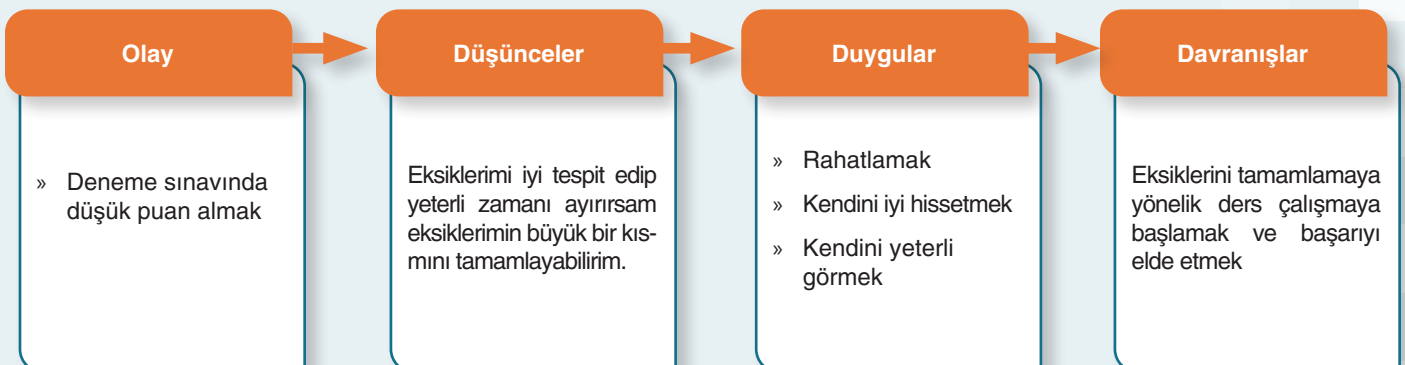 Olay
» Deneme sınavında
düşük puan almak
Düşünceler
Eksiklerimi iyi tespit edip
yeterli zamanı ayırırsam
eksiklerimin büyük bir kıs-
mını tamamlayabilirim.
Duygular
» Rahatlamak
» Kendini iyi hissetmek
» Kendini yeterli
görmek
Davranışlar
Eksiklerini tamamlamaya
yönelik ders çalışmaya
başlamak ve başarıyı
elde etmek